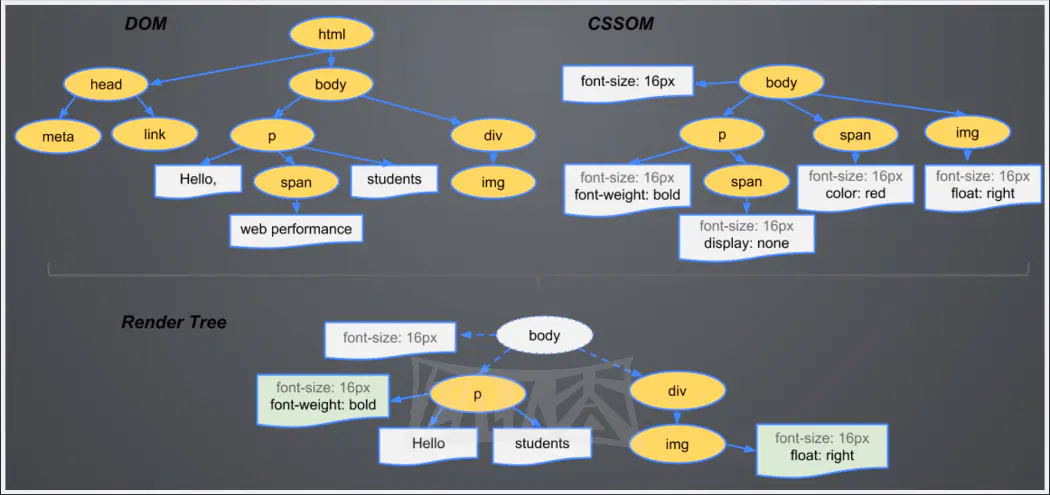 DOM
html
head
body
meta
link
p
div
Hello,
span
students
img
web performance
CSSOM
body
font-size: 16px
p
span
img
font-size: 16px
font-weight: bold
span
font-size: 16px
color: red
font-size: 16px
float: right
font-size: 16px
display: none
Render Tree
body
font-size: 16px
font-size: 16px
font-weight: bold
p
div
Hello
students
img
font-size: 16px
float: right